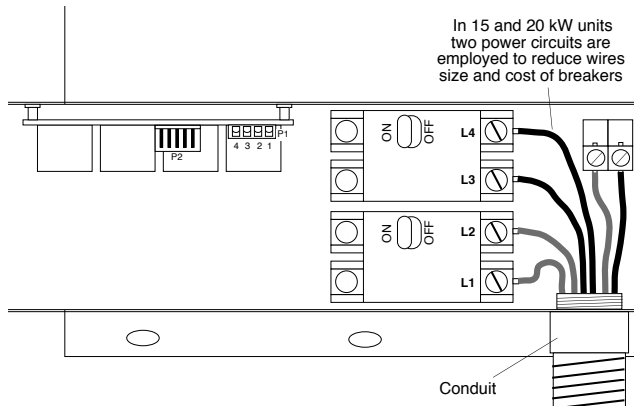 In 15 and 20 kW units
two power circuits are
employed to reduce wires
size and cost of breakers
P1
4 3 2 1
P2
ON
OFF
L4
L3
ON
OFF
L2
L1
Conduit